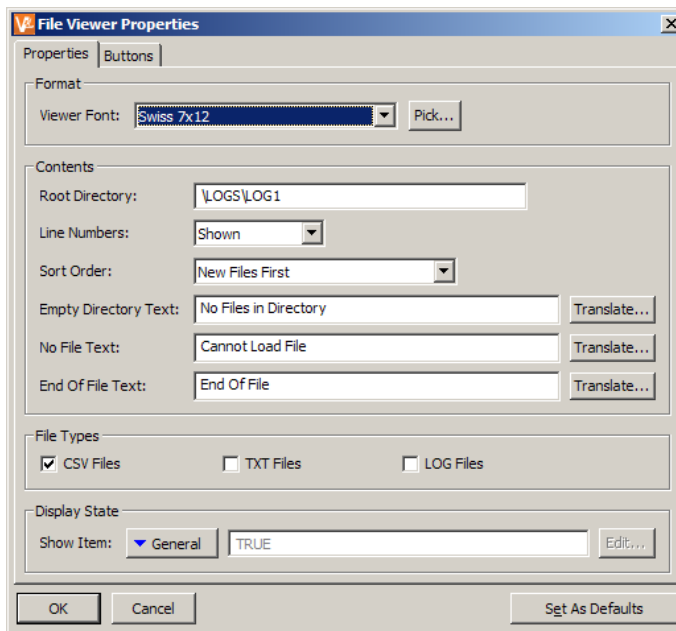 File Viewer Properties
Properties Buttons
Format
Viewer Font: Swiss 7x12 Pick...
Contents
Root Directory: \LOGS\LOG1
Line Numbers: Shown
Sort Order: New Files First
Empty Directory Text: No Files in Directory Translate...
No File Text: Cannot Load File Translate...
End Of File Text: End Of File Translate...
File Types
CSV Files TXT Files LOG Files
Display State
Show Item: General TRUE Edit...
OK Cancel Set As Defaults